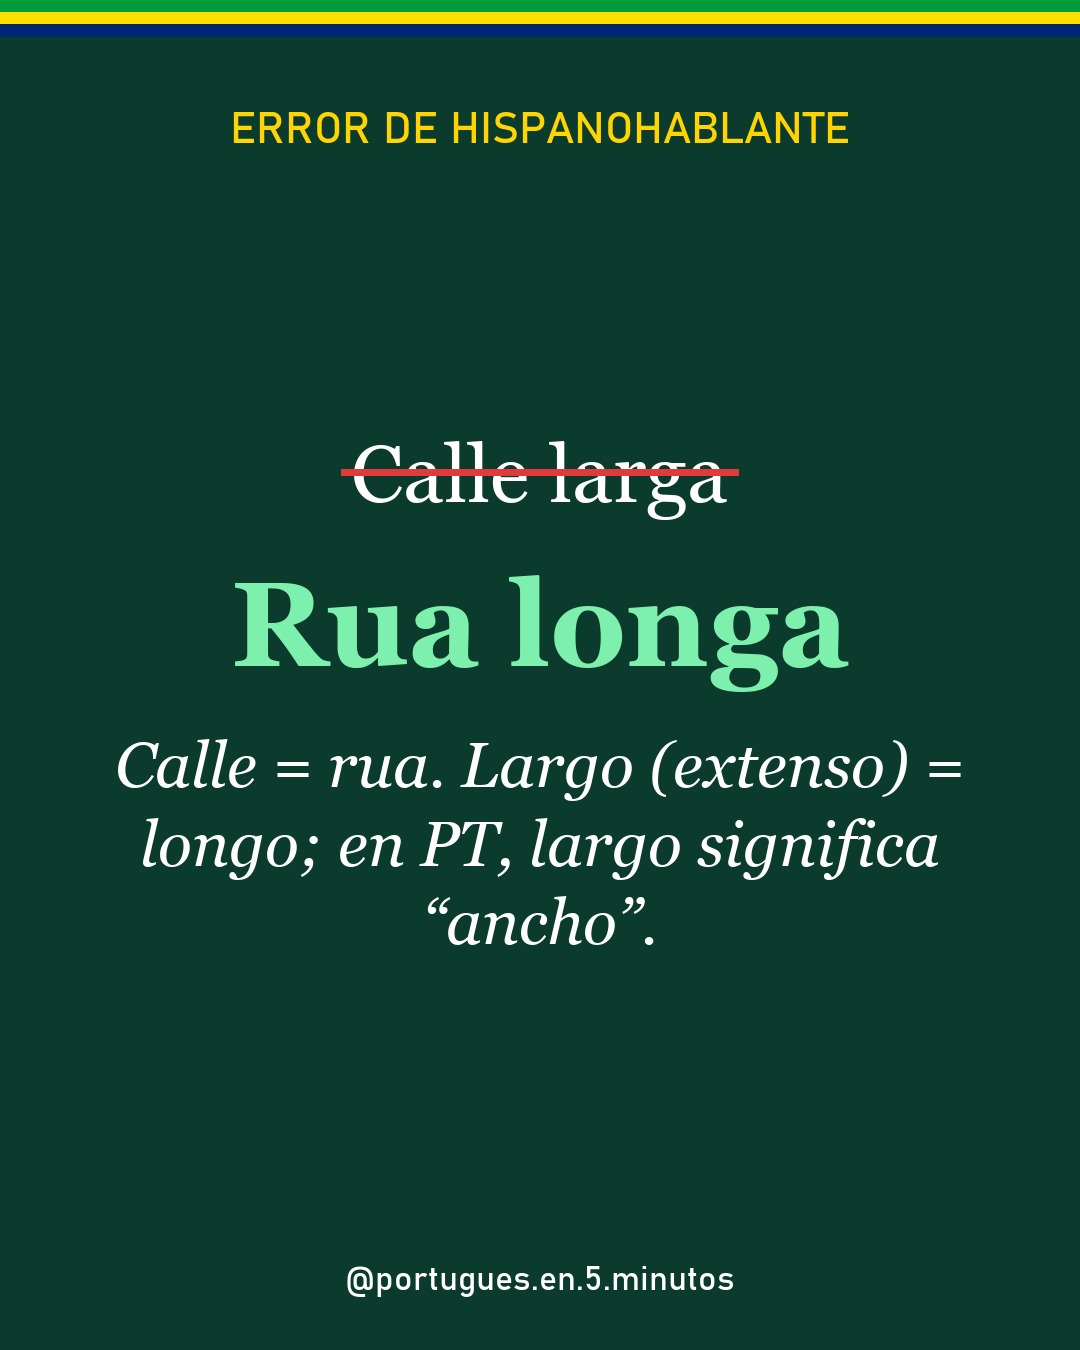 ERROR DE HISPANOHABLANTE
Calle larga
Rua longa
Calle = rua. Largo (extenso) =
longo; en PT, largo significa
“ancho”.
@portugues.en.5.minutos